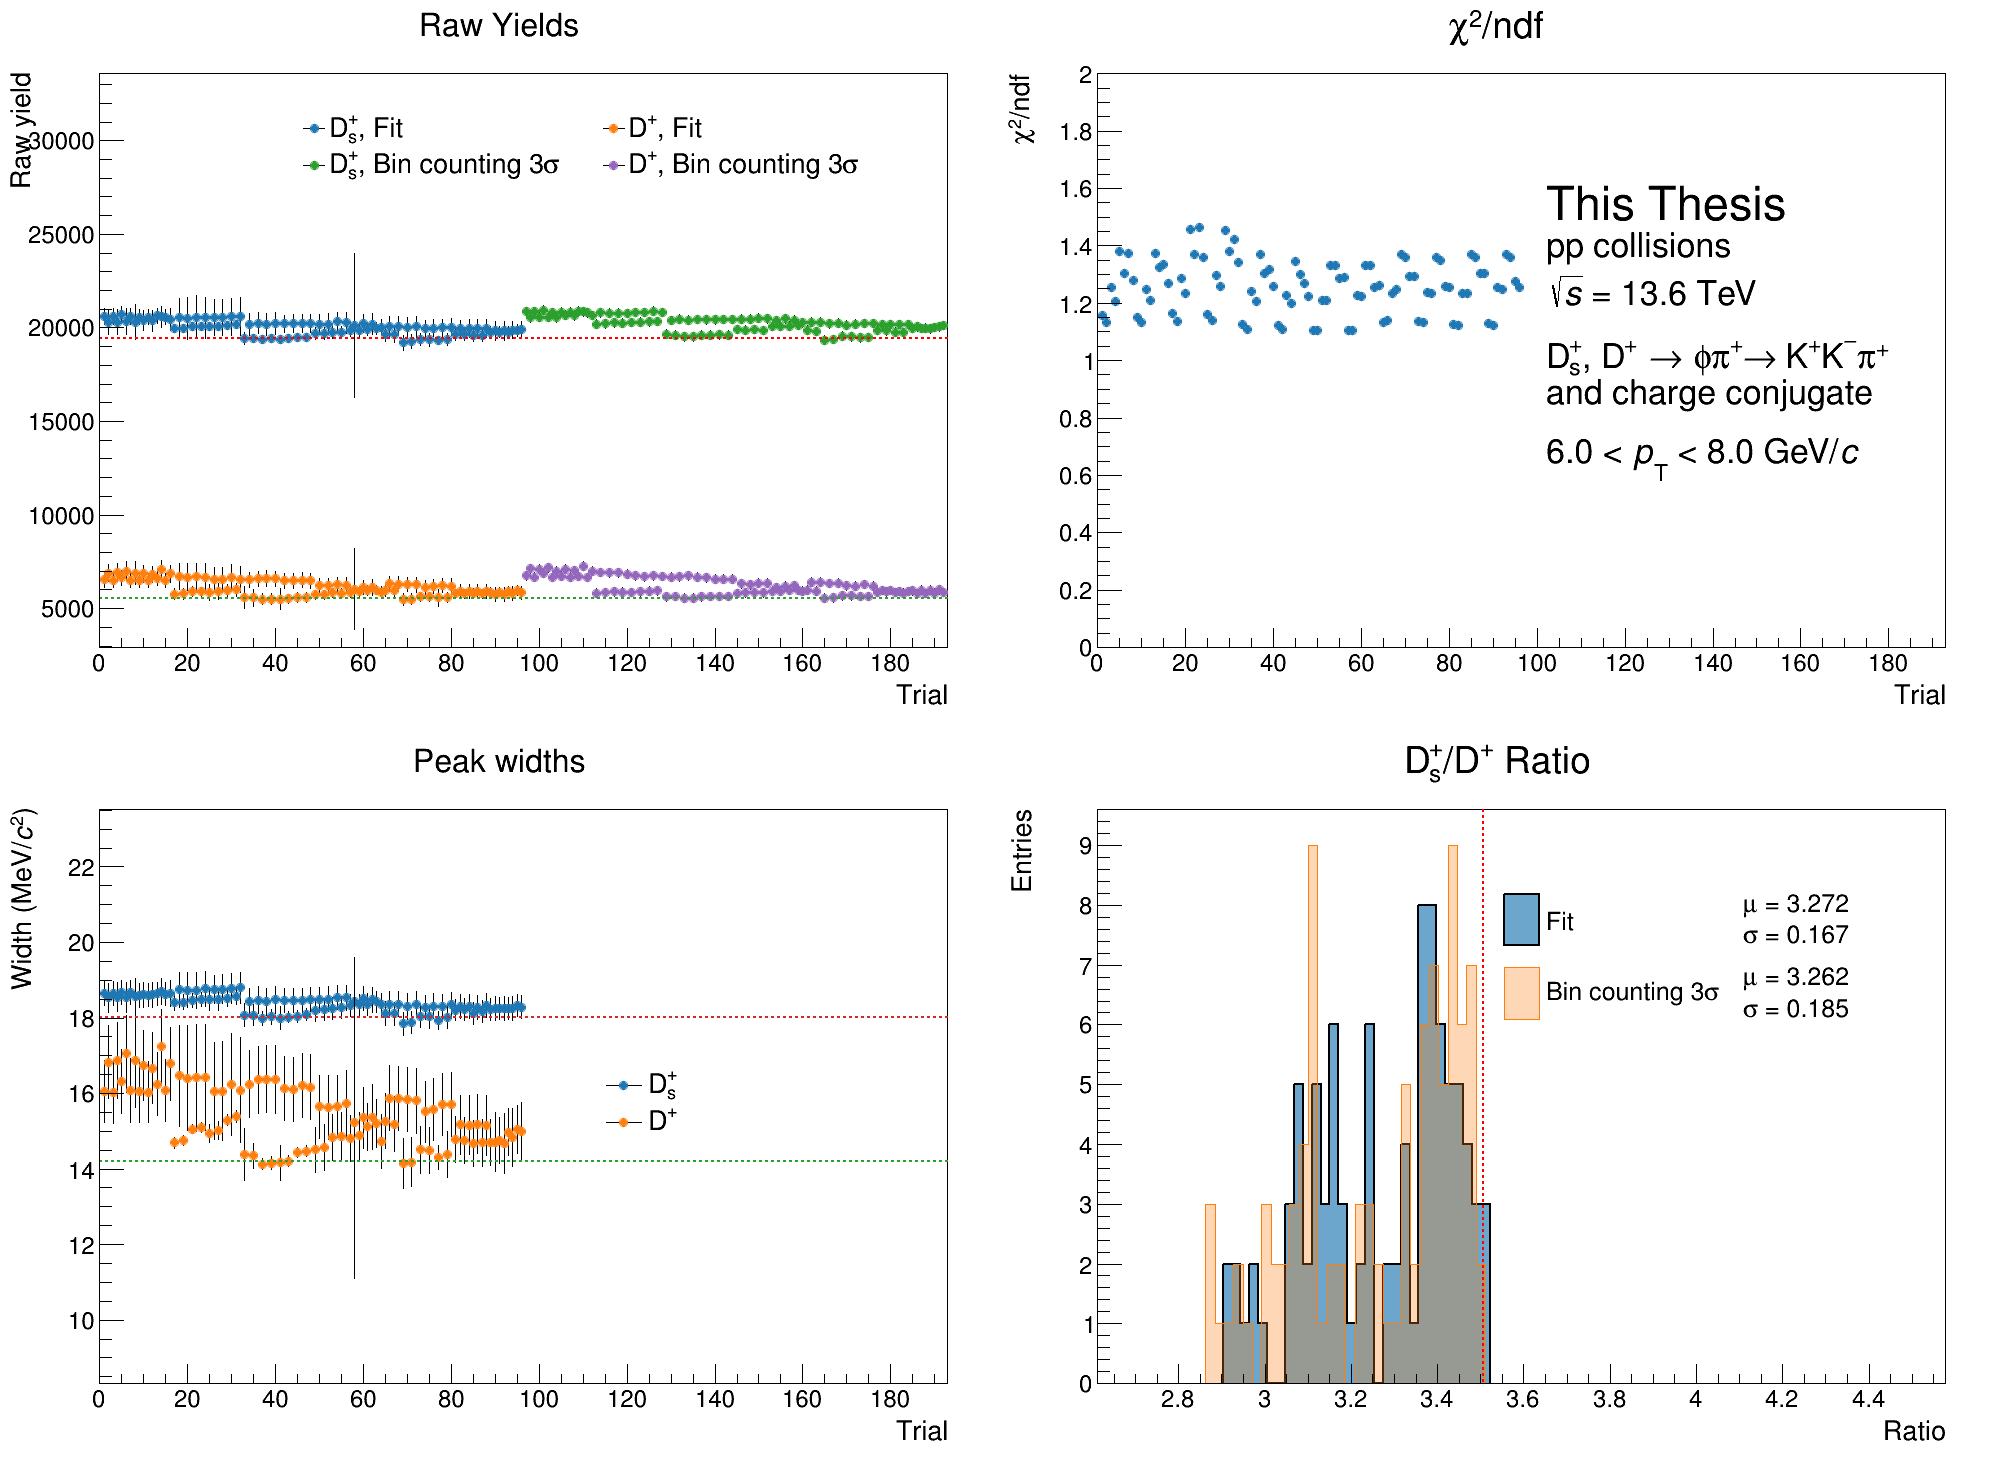 Raw Yields
Raw yield
30000
25000
20000
15000
10000
5000
D_s^+, Fit
D^+, Fit
D_s^+, Bin counting 3σ
D^+, Bin counting 3σ
0 20 40 60 80 100 120 140 160 180
Trial
χ²/ndf
χ²/ndf
2
1.8
1.6
1.4
1.2
1
0.8
0.6
0.4
0.2
0
This Thesis
pp collisions
√s = 13.6 TeV
D_s^+, D^+ → ϕπ^+→ K^+K^−π^+
and charge conjugate
6.0 < p_T < 8.0 GeV/c
0 20 40 60 80 100 120 140 160 180
Trial
Peak widths
Width (MeV/c²)
22
20
18
16
14
12
10
D_s^+
D^+
0 20 40 60 80 100 120 140 160 180
Trial
D_s^+/D^+ Ratio
Entries
9
8
7
6
5
4
3
2
1
0
Fit
μ = 3.272
σ = 0.167
Bin counting 3σ
μ = 3.262
σ = 0.185
2.8 3 3.2 3.4 3.6 3.8 4 4.2 4.4
Ratio